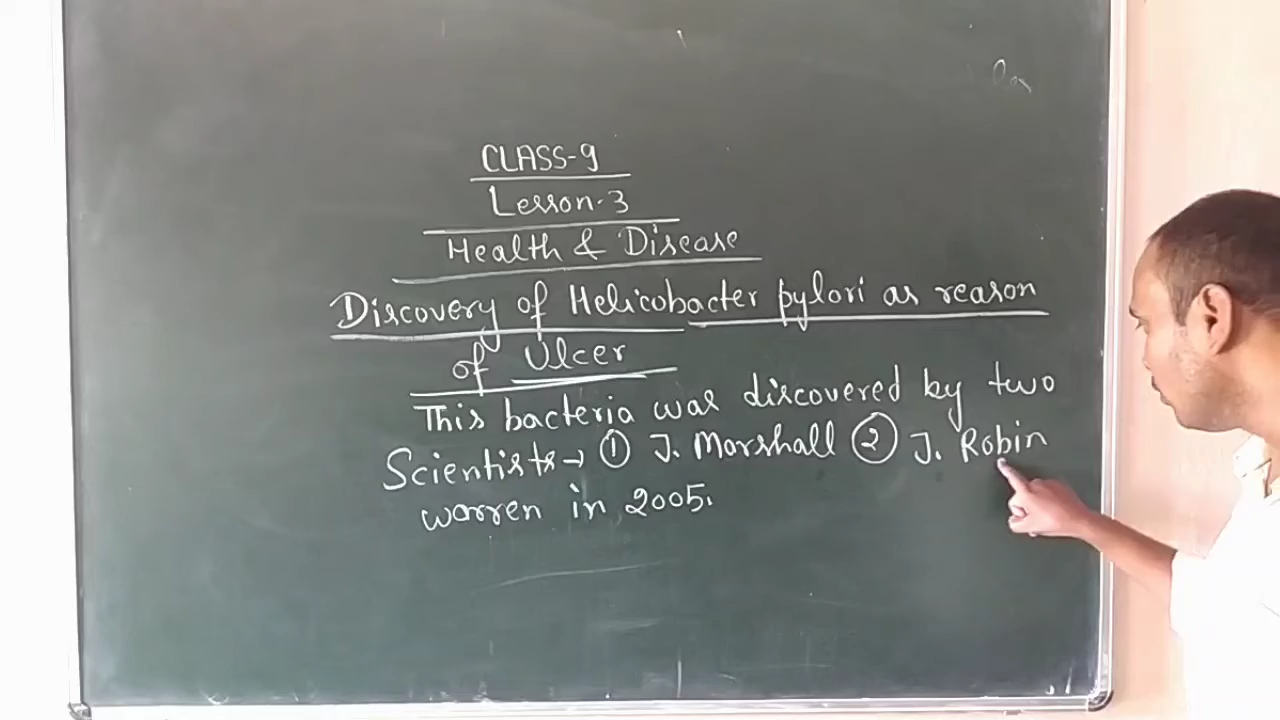 CLASS-9
Lesson-3
Health & Disease
Discovery of Helicobacter pylori as reason
of Ulcer
This bacteria was discovered by two
Scientists→ ① J. Marshall ② J. Robin
warren in 2005.